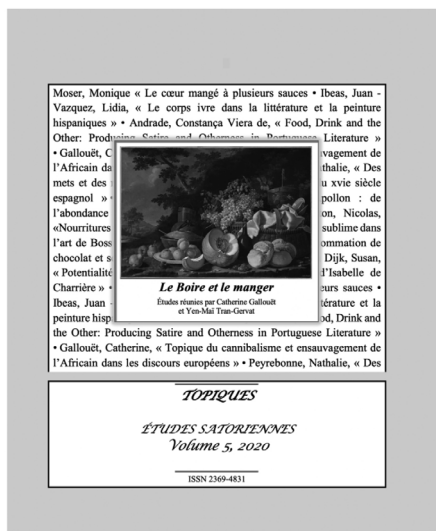 Moser, Monique « Le cœur mangé à plusieurs sauces • Ibeas, Juan -
Vazquez, Lidia, « Le corps ivre dans la littérature et la peinture
hispaniques » • Andrade, Constança Viera de, « Food, Drink and the
Other: Producing Satire and Otherness in Portuguese Literature »
• Gallouët, C uvagement de
l'Africain da thalie, « Des
mets et des u xvie siècle
espagnol » pollon : de
l'abondance on, Nicolas,
«Nourritures sublime dans
l'art de Boss ommation de
chocolat et s Dijk, Susan,
« Potentialité d'Isabelle de
Charrière » • eurs sauces •
Ibeas, Juan - térature et la
peinture hisp od, Drink and
the Other: Producing Satire and Otherness in Portuguese Literature »
• Gallouët, Catherine, « Topique du cannibalisme et ensauvagement de
l'Africain dans les discours européens » • Peyrebonne, Nathalie, « Des
Le Boire et le manger
Études réunies par Catherine Gallouët
et Yen-Maï Tran-Gervat
TOPIQUES
ÉTUDES SATORIENNES
Volume 5, 2020
ISSN 2369-4831